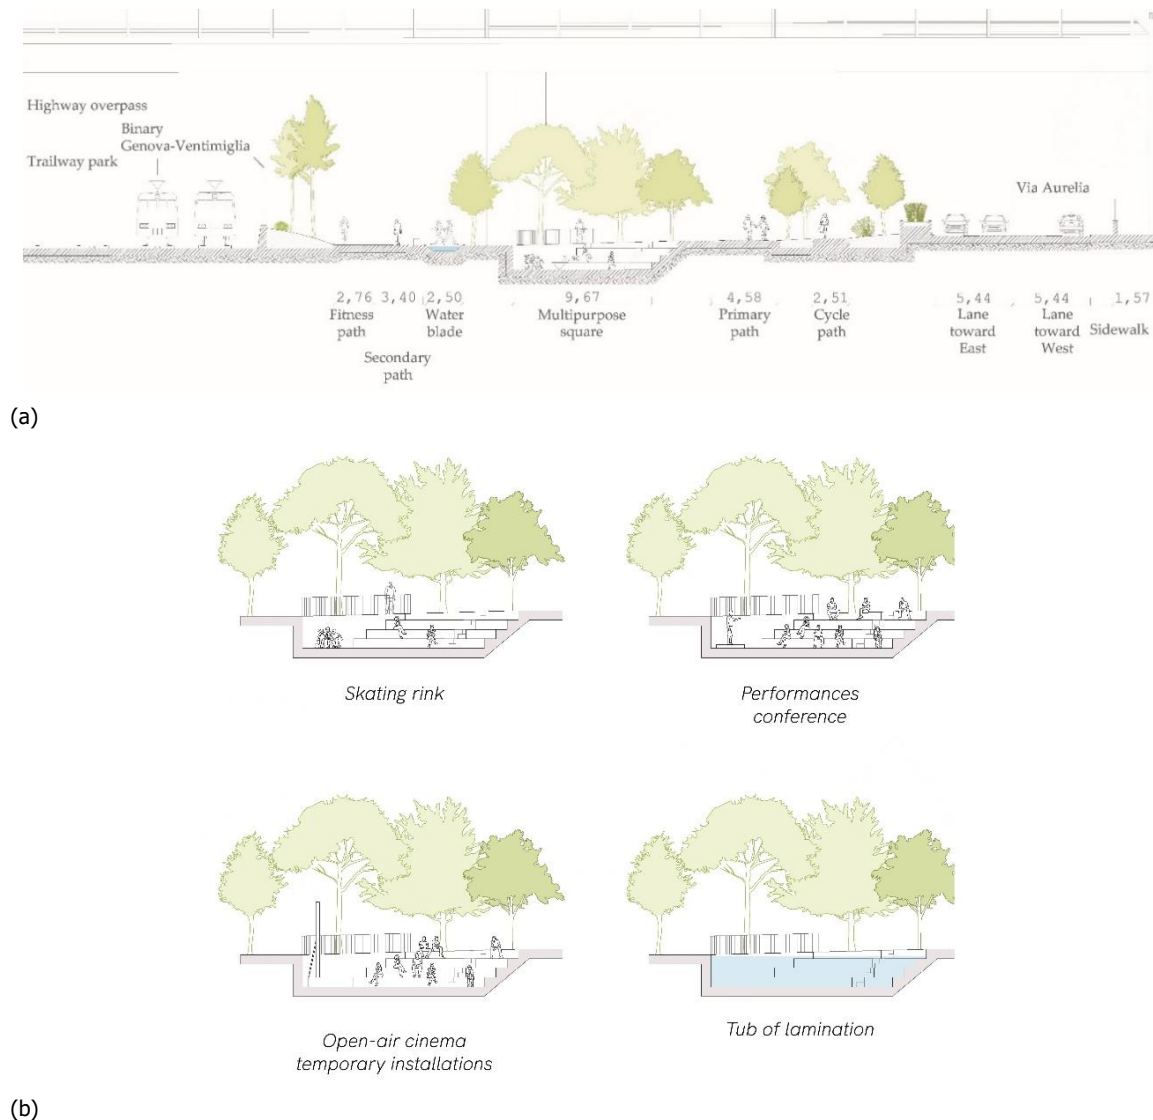 Highway overpass
Binary
Genova-Ventimiglia
Trailway park
Via Aurelia
2,76 3,40 2,50 9,67 4,58 2,51 5,44 5,44 1,57
Fitness path
Secondary path
Water blade
Multipurpose square
Primary path
Cycle path
Lane toward East
Lane toward West
Sidewalk
(a)
Skating rink
Performances
conference
Open-air cinema
temporary installations
Tub of lamination
(b)